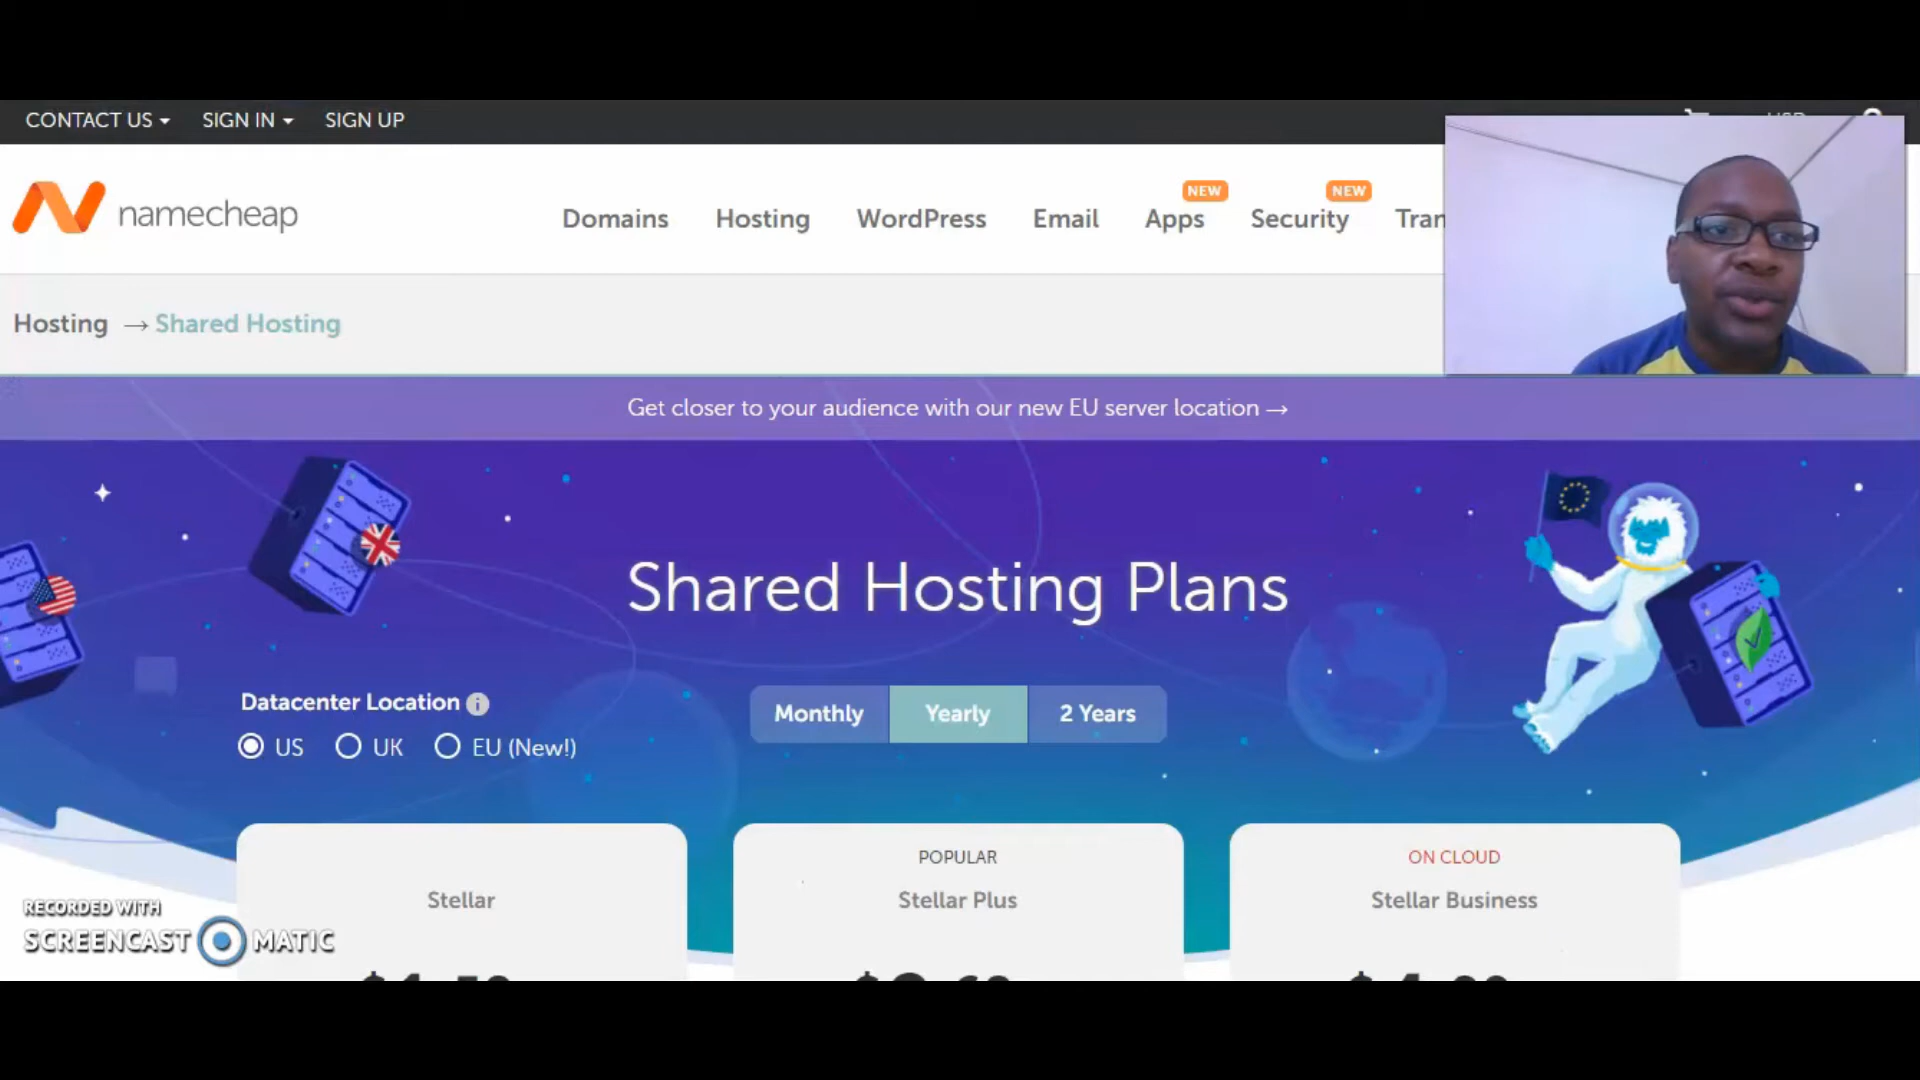 CONTACT US
SIGN IN
SIGN UP
namecheap
Domains
Hosting
WordPress
Email
Apps
NEW
Security
NEW
Tran
Hosting → Shared Hosting
Get closer to your audience with our new EU server location →
Shared Hosting Plans
Datacenter Location
US
UK
EU (New!)
Monthly
Yearly
2 Years
Stellar
POPULAR
Stellar Plus
ON CLOUD
Stellar Business
RECORDED WITH
SCREENCAST MATIC